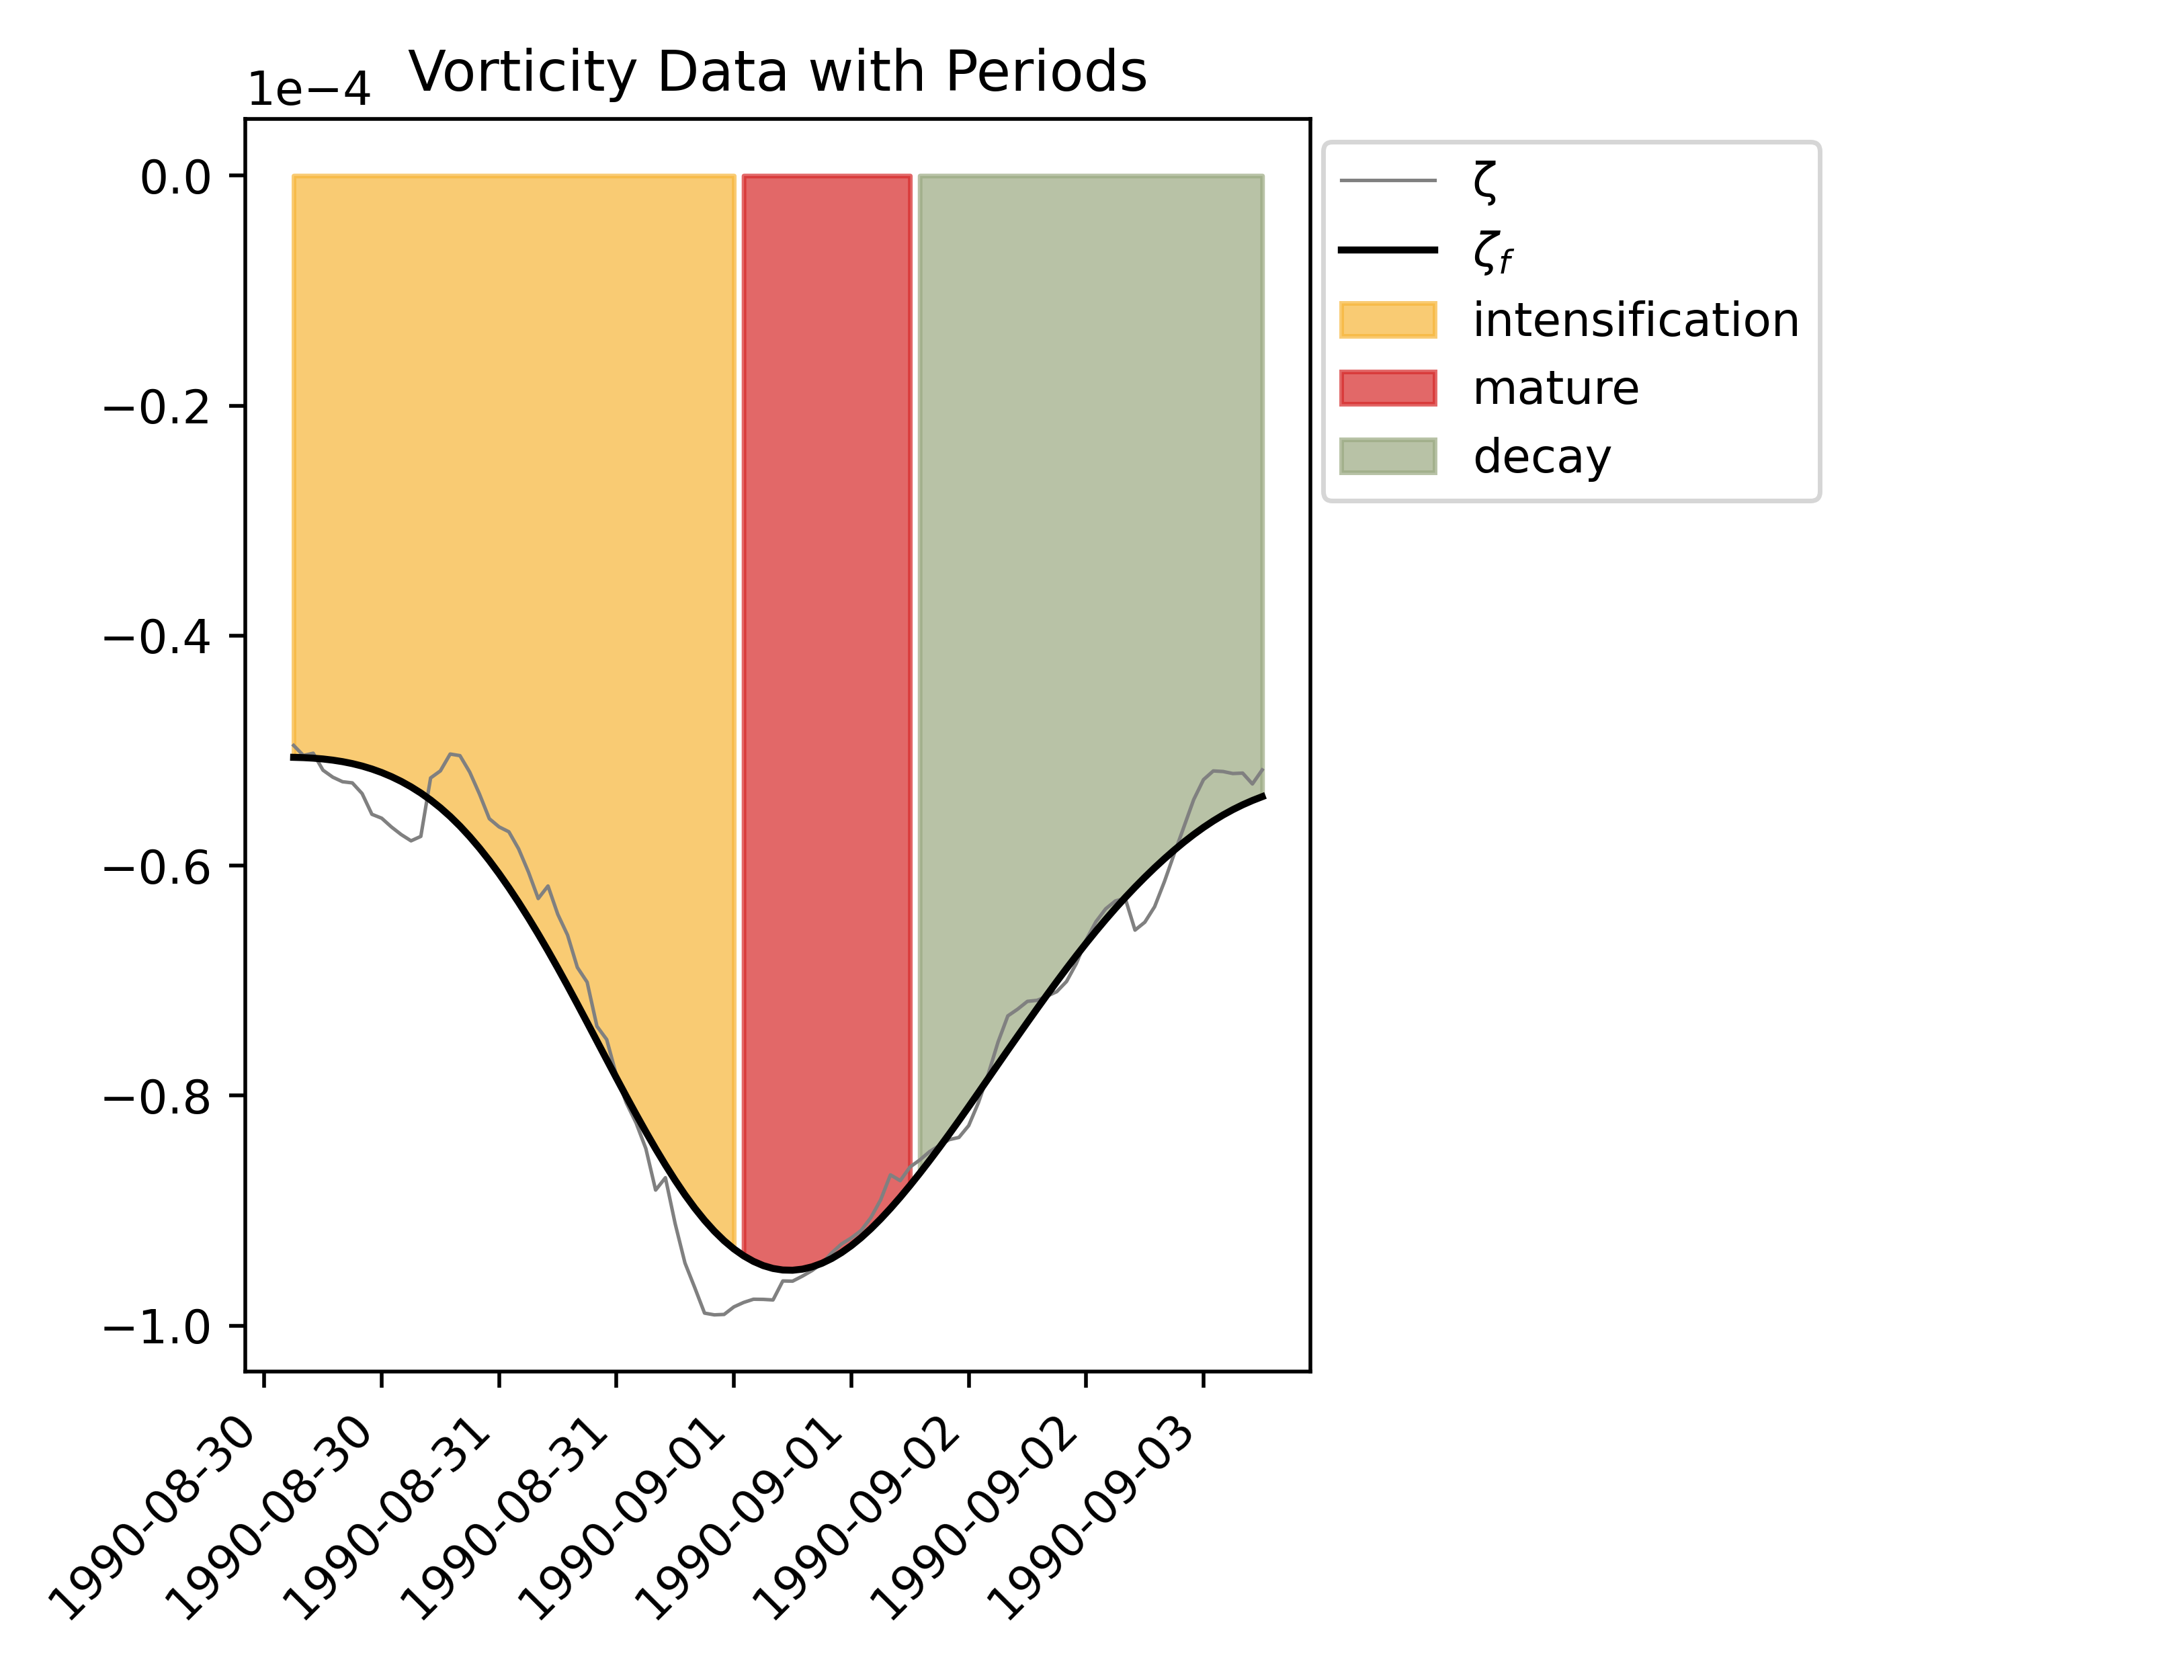 Vorticity Data with Periods
1e−4
0.0
−0.2
−0.4
−0.6
−0.8
−1.0
1990-08-30
1990-08-30
1990-08-31
1990-08-31
1990-09-01
1990-09-01
1990-09-02
1990-09-02
1990-09-03
ζ
ζf
intensification
mature
decay